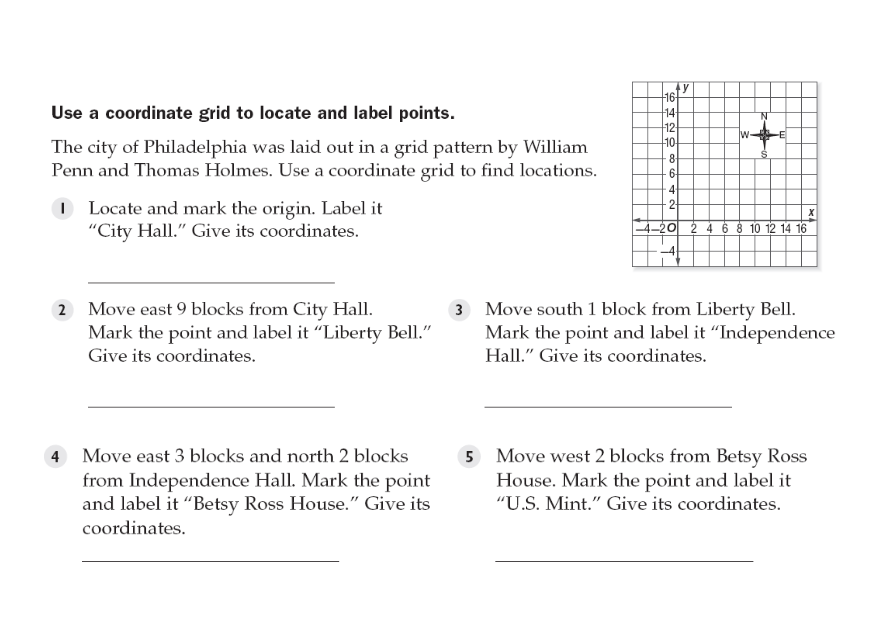 Use a coordinate grid to locate and label points.
The city of Philadelphia was laid out in a grid pattern by William
Penn and Thomas Holmes. Use a coordinate grid to find locations.
y
16
14
12
10
8
6
4
2
N
W E
S
x
–4 –2 O 2 4 6 8 10 12 14 16
–4
1 Locate and mark the origin. Label it
“City Hall.” Give its coordinates.
2 Move east 9 blocks from City Hall.
Mark the point and label it “Liberty Bell.”
Give its coordinates.
3 Move south 1 block from Liberty Bell.
Mark the point and label it “Independence
Hall.” Give its coordinates.
4 Move east 3 blocks and north 2 blocks
from Independence Hall. Mark the point
and label it “Betsy Ross House.” Give its
coordinates.
5 Move west 2 blocks from Betsy Ross
House. Mark the point and label it
“U.S. Mint.” Give its coordinates.